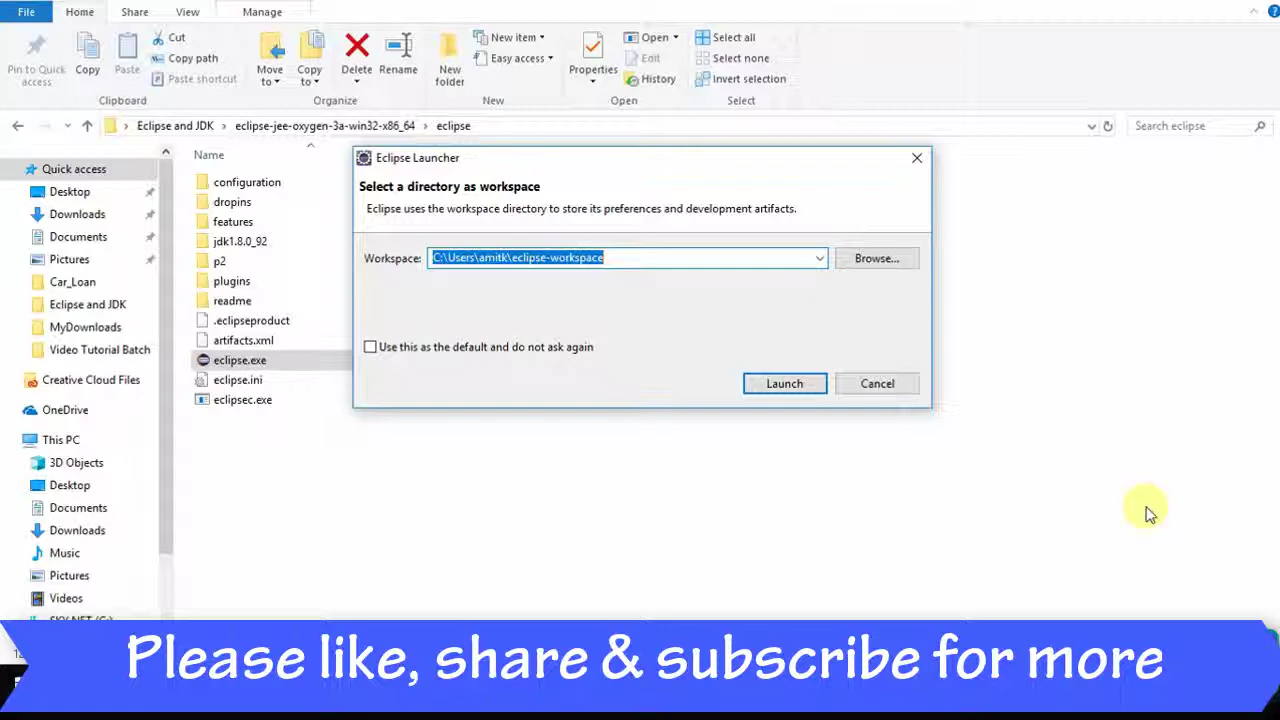 File Home Share View Manage
Pin to Quick access
Copy
Paste
Cut
Copy path
Paste shortcut
Move to
Copy to
Delete
Rename
New folder
New item
Easy access
Properties
Open
Edit
History
Select all
Select none
Invert selection
Clipboard Organize New Open Select
Eclipse and JDK › eclipse-jee-oxygen-3a-win32-x86_64 › eclipse
Search eclipse
Quick access
Desktop
Downloads
Documents
Pictures
Car_Loan
Eclipse and JDK
MyDownloads
Video Tutorial Batch
Creative Cloud Files
OneDrive
This PC
3D Objects
Desktop
Documents
Downloads
Music
Pictures
Videos
Name
configuration
dropins
features
jdk1.8.0_92
p2
plugins
readme
.eclipseproduct
artifacts.xml
eclipse.exe
eclipse.ini
eclipsec.exe
Eclipse Launcher
Select a directory as workspace
Eclipse uses the workspace directory to store its preferences and development artifacts.
Workspace: C:\Users\amitk\eclipse-workspace Browse...
Use this as the default and do not ask again
Launch Cancel
Please like, share & subscribe for more